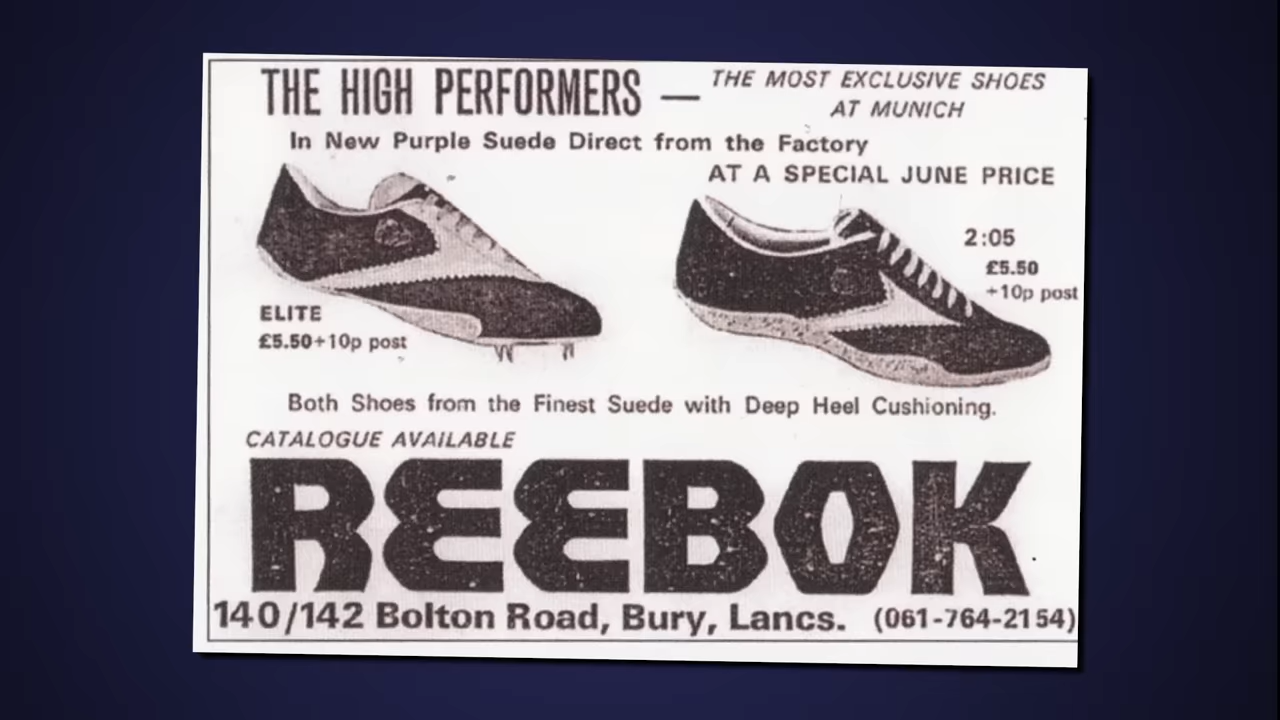 THE HIGH PERFORMERS — THE MOST EXCLUSIVE SHOES
AT MUNICH
In New Purple Suede Direct from the Factory
AT A SPECIAL JUNE PRICE
2:05
£5.50
+10p post
ELITE
£5.50+10p post
Both Shoes from the Finest Suede with Deep Heel Cushioning.
CATALOGUE AVAILABLE
REEBOK
140/142 Bolton Road, Bury, Lancs. (061-764-2154)